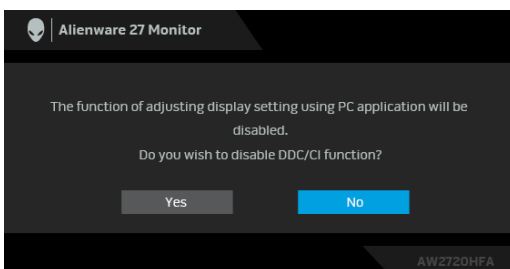 Alienware 27 Monitor
The function of adjusting display setting using PC application will be
disabled.
Do you wish to disable DDC/CI function?
Yes No
AW2720HFA